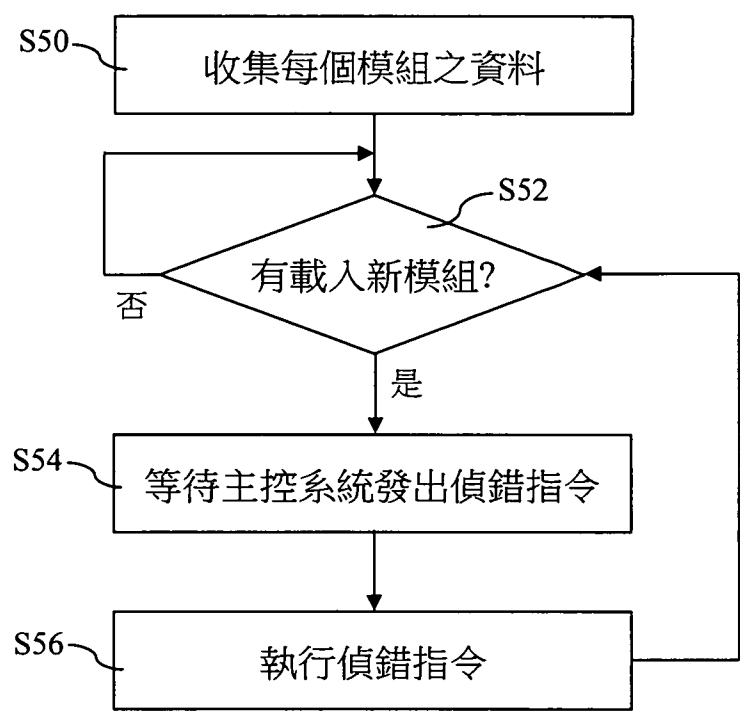 S50
收集每個模組之資料
S52
有載入新模組?
否
是
S54
等待主控系統發出偵錯指令
S56
執行偵錯指令